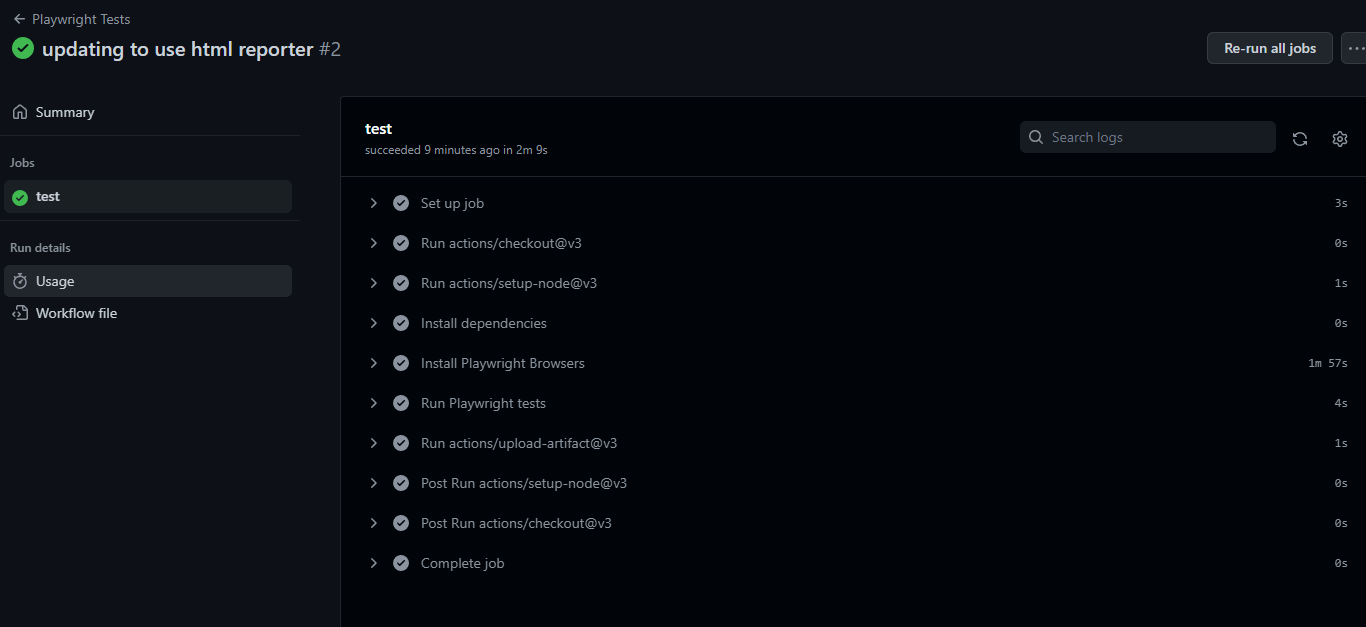 Playwright Tests
updating to use html reporter #2
Re-run all jobs
Summary
Jobs
test
Run details
Usage
Workflow file
test
succeeded 9 minutes ago in 2m 9s
Search logs
Set up job 3s
Run actions/checkout@v3 0s
Run actions/setup-node@v3 1s
Install dependencies 0s
Install Playwright Browsers 1m 57s
Run Playwright tests 4s
Run actions/upload-artifact@v3 1s
Post Run actions/setup-node@v3 0s
Post Run actions/checkout@v3 0s
Complete job 0s